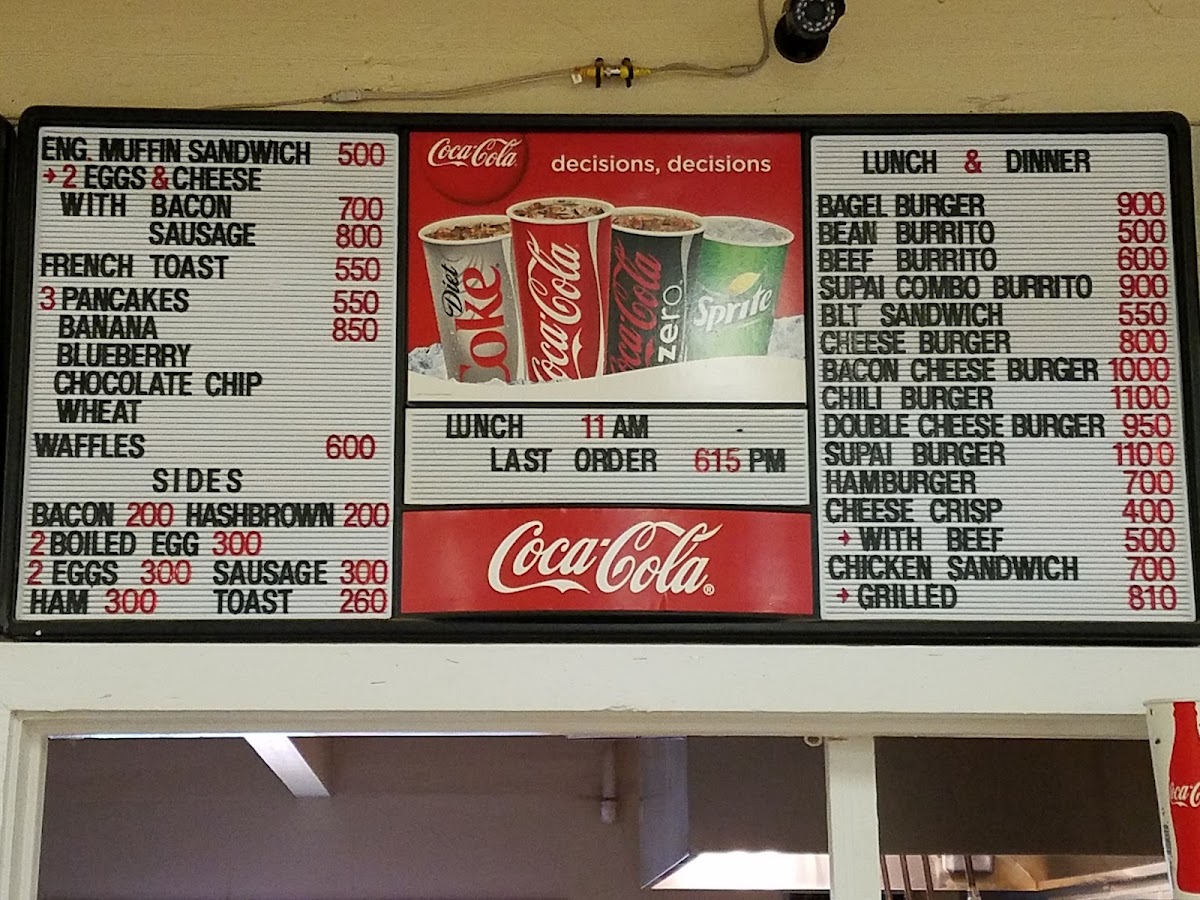 ENG. MUFFIN SANDWICH 500
→2 EGGS & CHEESE
WITH BACON 700
SAUSAGE 800
FRENCH TOAST 550
3 PANCAKES 550
BANANA 850
BLUEBERRY
CHOCOLATE CHIP
WHEAT
WAFFLES 600
SIDES
BACON 200 HASHBROWN 200
2 BOILED EGG 300
2 EGGS 300 SAUSAGE 300
HAM 300 TOAST 260
Coca-Cola decisions, decisions
Diet Coke
Coca-Cola
Coca-Cola zero
Sprite
LUNCH 11 AM
LAST ORDER 615 PM
Coca-Cola®
LUNCH & DINNER
BAGEL BURGER 900
BEAN BURRITO 500
BEEF BURRITO 600
SUPAI COMBO BURRITO 900
BLT SANDWICH 550
CHEESE BURGER 800
BACON CHEESE BURGER 1000
CHILI BURGER 1100
DOUBLE CHEESE BURGER 950
SUPAI BURGER 1100
HAMBURGER 700
CHEESE CRISP 400
→ WITH BEEF 500
CHICKEN SANDWICH 700
→ GRILLED 810
Coca-C